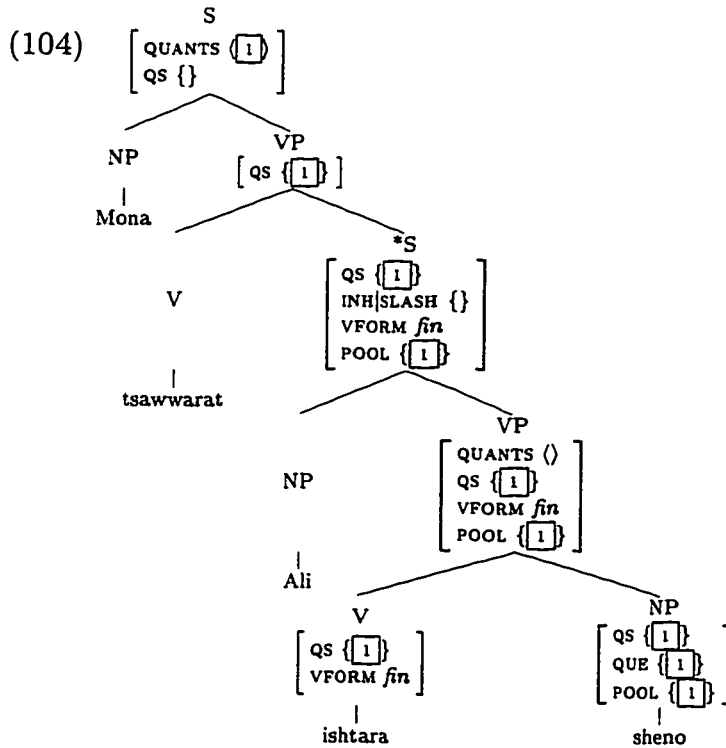 S
(104) [ QUANTS ⟨1⟩
QS {} ]
NP VP
[ QS {1} ]
Mona
*S
V [ QS {1}
INH|SLASH {}
VFORM fin
POOL {1} ]
tsawwarat
VP
NP [ QUANTS ⟨⟩
QS {1}
VFORM fin
POOL {1} ]
Ali
V NP
[ QS {1}
VFORM fin ] [ QS {1}
QUE {1}
POOL {1} ]
ishtara sheno